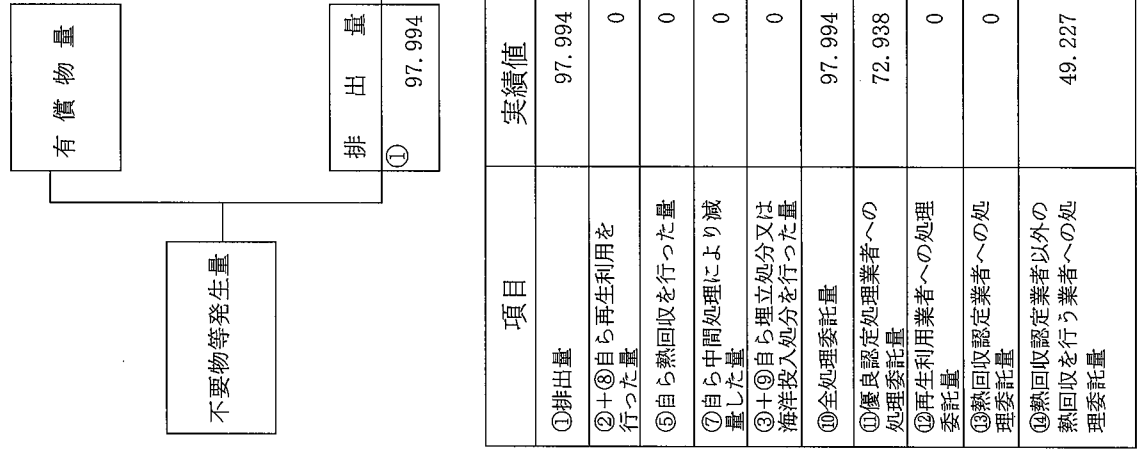 不要物等発生量
有償物量
排出量
①
97.994
項目
実績値
①排出量
97.994
②+⑧自ら再生利用を
行った量
0
⑤自ら熱回収を行った量
0
⑦自ら中間処理により減
量した量
0
③+⑨自ら埋立処分又は
海洋投入処分を行った量
0
⑩全処理委託量
97.994
⑪優良認定処理業者への
処理委託量
72.938
⑫再生利用業者への処理
委託量
0
⑬熱回収認定業者への処
理委託量
0
⑭熱回収認定業者以外の
熱回収を行う業者への処
理委託量
49.227